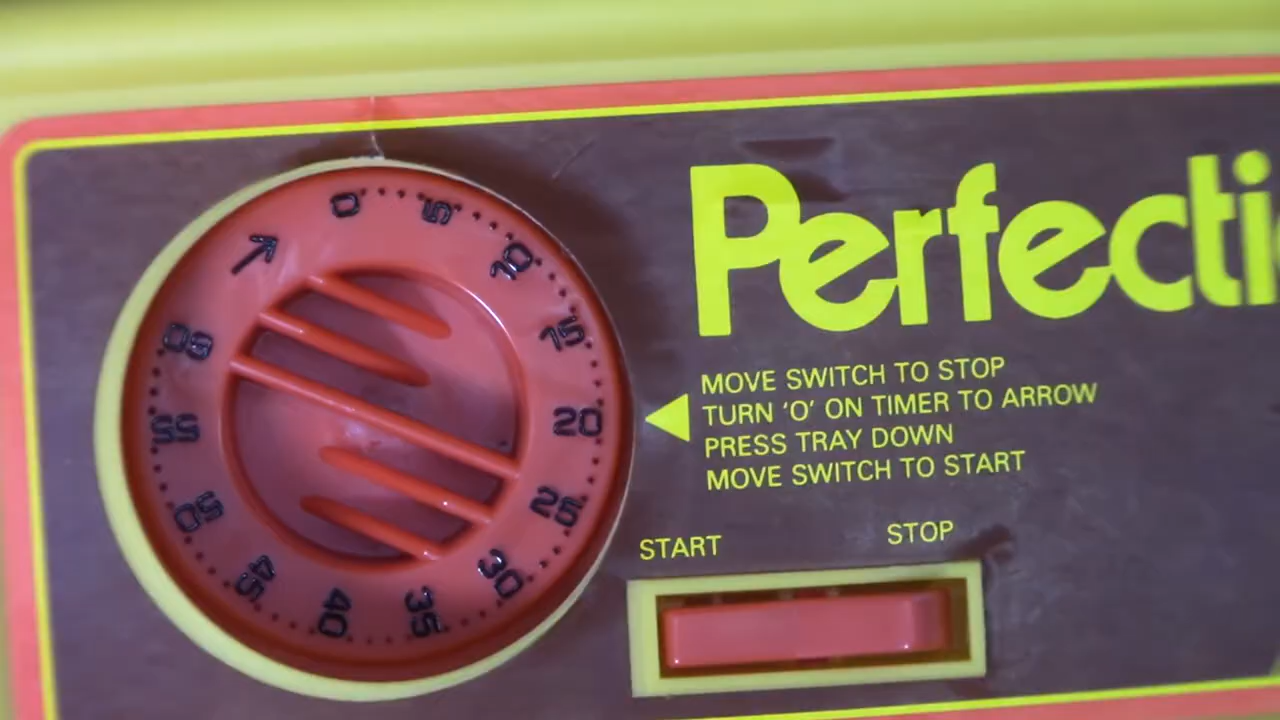 Perfecti
MOVE SWITCH TO STOP
TURN 'O' ON TIMER TO ARROW
PRESS TRAY DOWN
MOVE SWITCH TO START
START
STOP
0
5
10
15
20
25
30
35
40
45
50
55
60